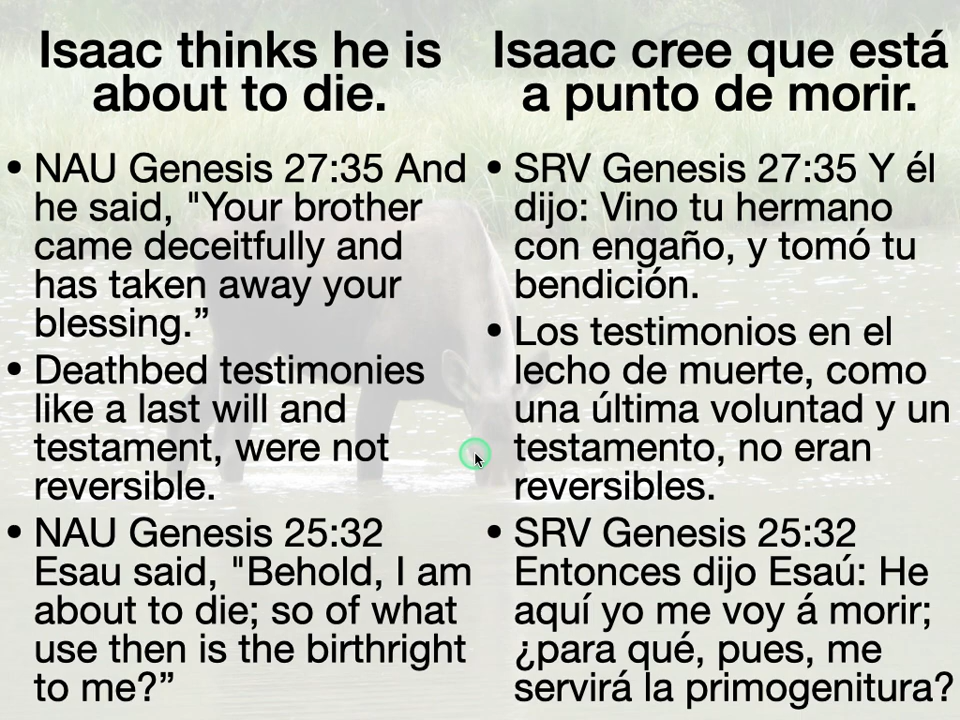 Isaac thinks he is
about to die.
• NAU Genesis 27:35 And
he said, "Your brother
came deceitfully and
has taken away your
blessing.”
• Deathbed testimonies
like a last will and
testament, were not
reversible.
• NAU Genesis 25:32
Esau said, "Behold, I am
about to die; so of what
use then is the birthright
to me?”
Isaac cree que está
a punto de morir.
• SRV Genesis 27:35 Y él
dijo: Vino tu hermano
con engaño, y tomó tu
bendición.
• Los testimonios en el
lecho de muerte, como
una última voluntad y un
testamento, no eran
reversibles.
• SRV Genesis 25:32
Entonces dijo Esaú: He
aquí yo me voy á morir;
¿para qué, pues, me
servirá la primogenitura?